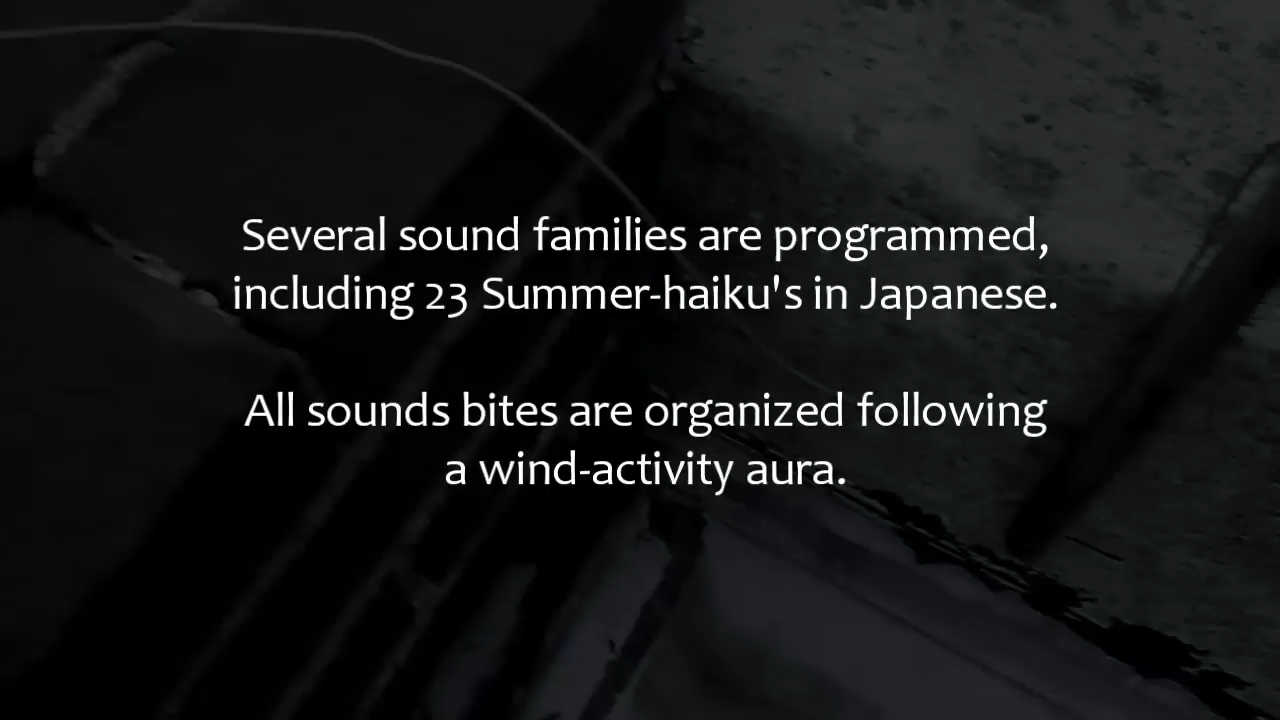 Several sound families are programmed,
including 23 Summer-haiku's in Japanese.
All sounds bites are organized following
a wind-activity aura.